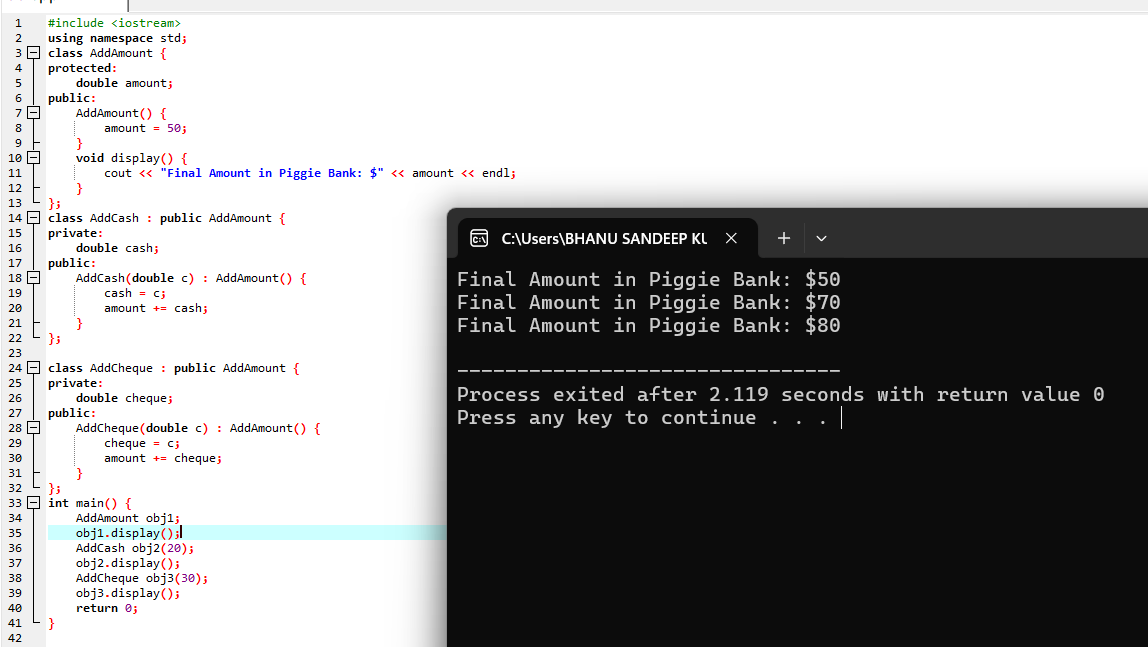 1 #include <iostream>
2 using namespace std;
3 class AddAmount {
4 protected:
5 double amount;
6 public:
7 AddAmount() {
8 amount = 50;
9 }
10 void display() {
11 cout << "Final Amount in Piggie Bank: $" << amount << endl;
12 }
13 };
14 class AddCash : public AddAmount {
15 private:
16 double cash;
17 public:
18 AddCash(double c) : AddAmount() {
19 cash = c;
20 amount += cash;
21 }
22 };
23
24 class AddCheque : public AddAmount {
25 private:
26 double cheque;
27 public:
28 AddCheque(double c) : AddAmount() {
29 cheque = c;
30 amount += cheque;
31 }
32 };
33 int main() {
34 AddAmount obj1;
35 obj1.display();
36 AddCash obj2(20);
37 obj2.display();
38 AddCheque obj3(30);
39 obj3.display();
40 return 0;
41 }
42
C:\Users\BHANU SANDEEP KU
Final Amount in Piggie Bank: $50
Final Amount in Piggie Bank: $70
Final Amount in Piggie Bank: $80
--------------------------------
Process exited after 2.119 seconds with return value 0
Press any key to continue . . .